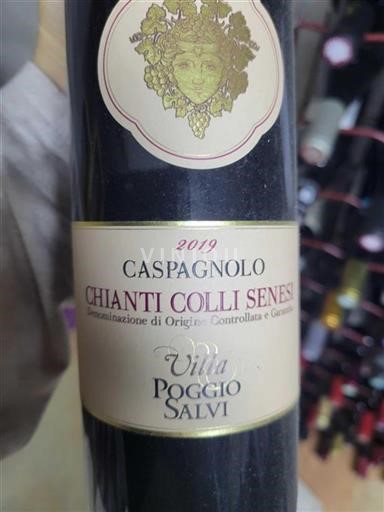 2019
CASPAGNOLO
CHIANTI COLLI SENESI
Denominazione di Origine Controllata e Garantita
Villa
POGGIO
SALVI